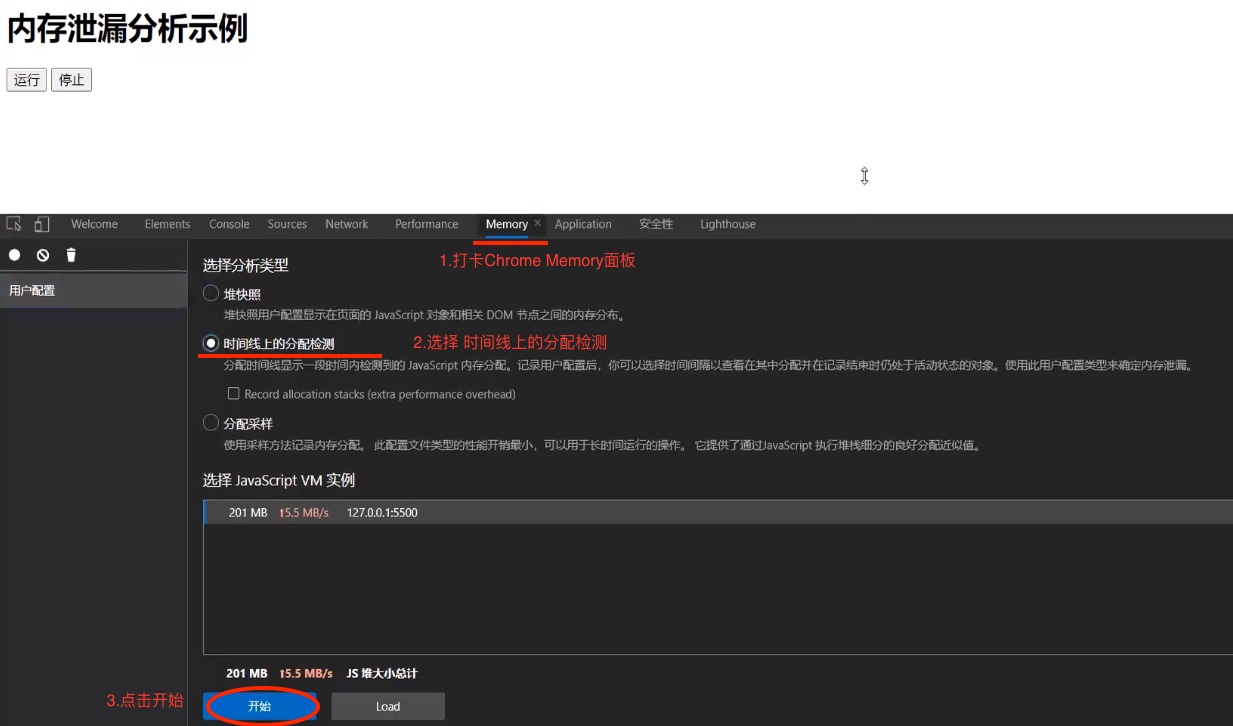 内存泄漏分析示例
运行 停止
Welcome Elements Console Sources Network Performance Memory × Application 安全性 Lighthouse
1.打卡Chrome Memory面板
用户配置
选择分析类型
堆快照
堆快照用户配置显示在页面的 JavaScript 对象和相关 DOM 节点之间的内存分布。
时间线上的分配检测
2.选择 时间线上的分配检测
分配时间线显示一段时间内检测到的 JavaScript 内存分配。记录用户配置后，你可以选择时间间隔以查看在其中分配并在记录结束时仍处于活动状态的对象。使用此用户配置类型来确定内存泄漏。
Record allocation stacks (extra performance overhead)
分配采样
使用采样方法记录内存分配。 此配置文件类型的性能开销最小，可以用于长时间运行的操作。 它提供了通过JavaScript 执行堆栈细分的良好分配近似值。
选择 JavaScript VM 实例
201 MB ↑5.5 MB/s 127.0.0.1:5500
201 MB ↑5.5 MB/s JS 堆大小总计
3.点击开始
开始 Load